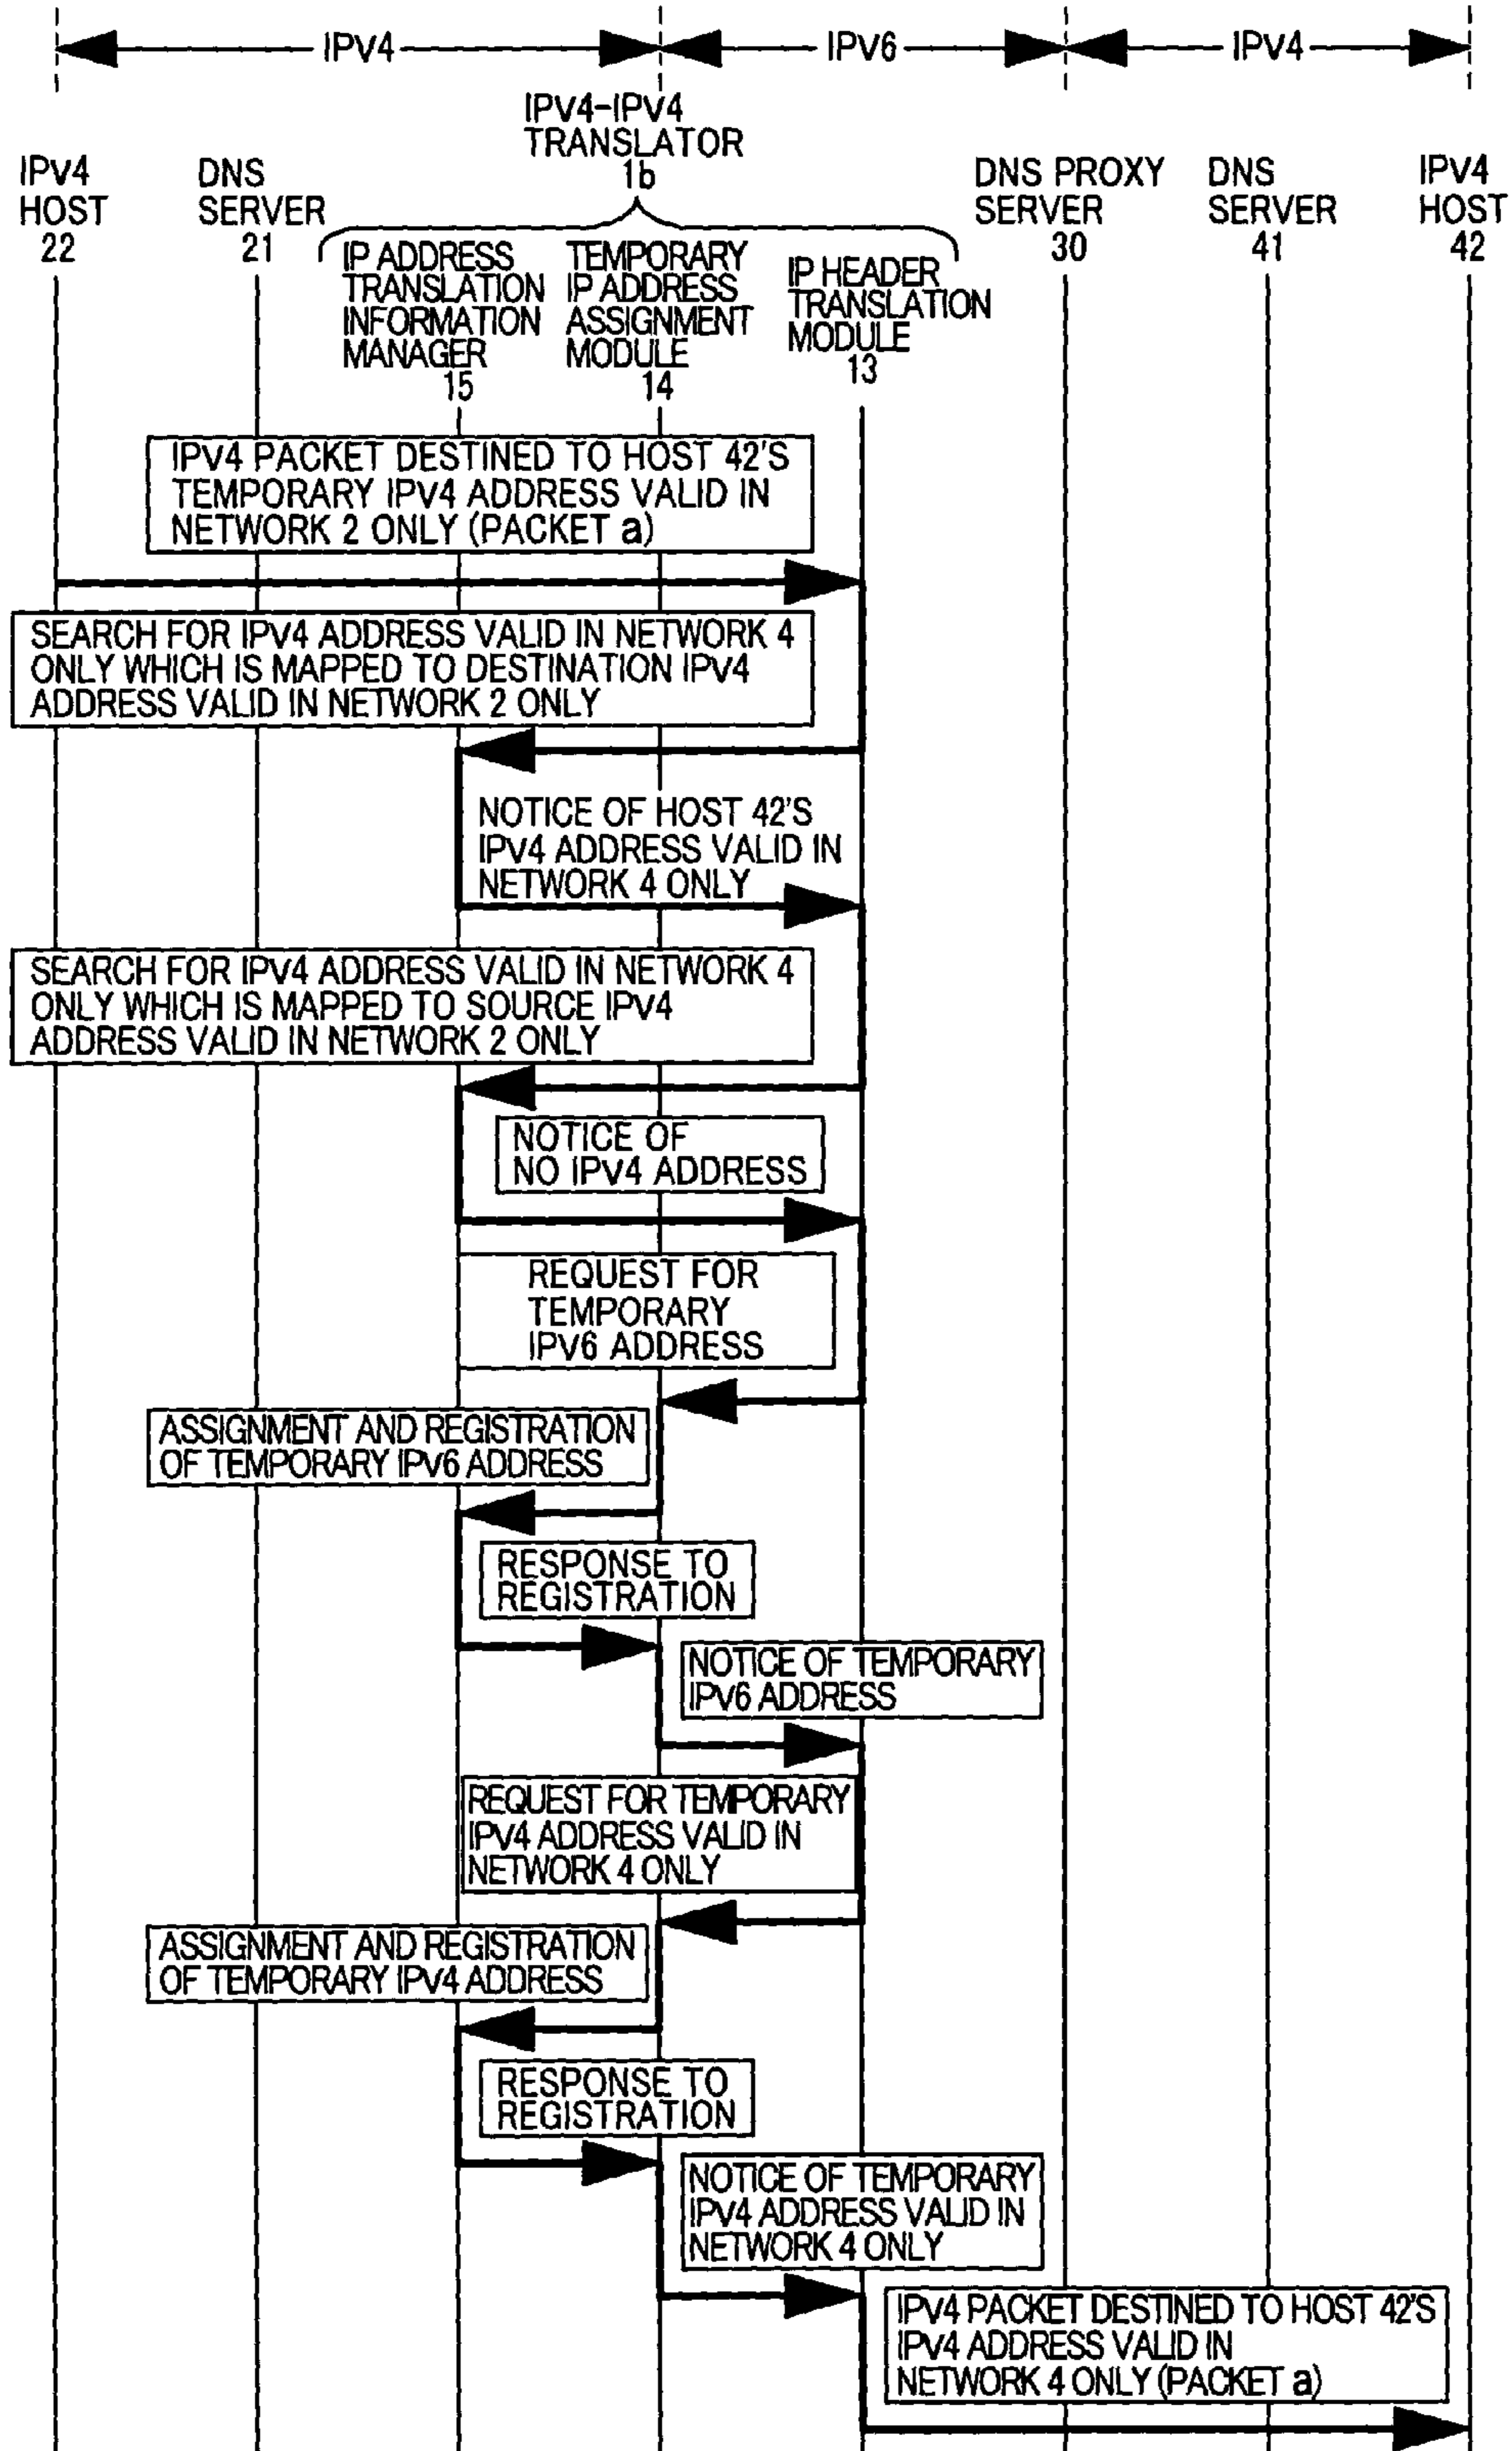 IPV4
IPV6
IPV4
IPV4-IPV4
TRANSLATOR
1b
IPV4
HOST
22
DNS
SERVER
21
IP ADDRESS
TRANSLATION
INFORMATION
MANAGER
15
TEMPORARY
IP ADDRESS
ASSIGNMENT
MODULE
14
IP HEADER
TRANSLATION
MODULE
13
DNS PROXY
SERVER
30
DNS
SERVER
41
IPV4
HOST
42
IPV4 PACKET DESTINED TO HOST 42'S
TEMPORARY IPV4 ADDRESS VALID IN
NETWORK 2 ONLY (PACKET a)
SEARCH FOR IPV4 ADDRESS VALID IN NETWORK 4
ONLY WHICH IS MAPPED TO DESTINATION IPV4
ADDRESS VALID IN NETWORK 2 ONLY
NOTICE OF HOST 42'S
IPV4 ADDRESS VALID IN
NETWORK 4 ONLY
SEARCH FOR IPV4 ADDRESS VALID IN NETWORK 4
ONLY WHICH IS MAPPED TO SOURCE IPV4
ADDRESS VALID IN NETWORK 2 ONLY
NOTICE OF
NO IPV4 ADDRESS
REQUEST FOR
TEMPORARY
IPV6 ADDRESS
ASSIGNMENT AND REGISTRATION
OF TEMPORARY IPV6 ADDRESS
RESPONSE TO
REGISTRATION
NOTICE OF TEMPORARY
IPV6 ADDRESS
REQUEST FOR TEMPORARY
IPV4 ADDRESS VALID IN
NETWORK 4 ONLY
ASSIGNMENT AND REGISTRATION
OF TEMPORARY IPV4 ADDRESS
RESPONSE TO
REGISTRATION
NOTICE OF TEMPORARY
IPV4 ADDRESS VALID IN
NETWORK 4 ONLY
IPV4 PACKET DESTINED TO HOST 42'S
IPV4 ADDRESS VALID IN
NETWORK 4 ONLY (PACKET a)